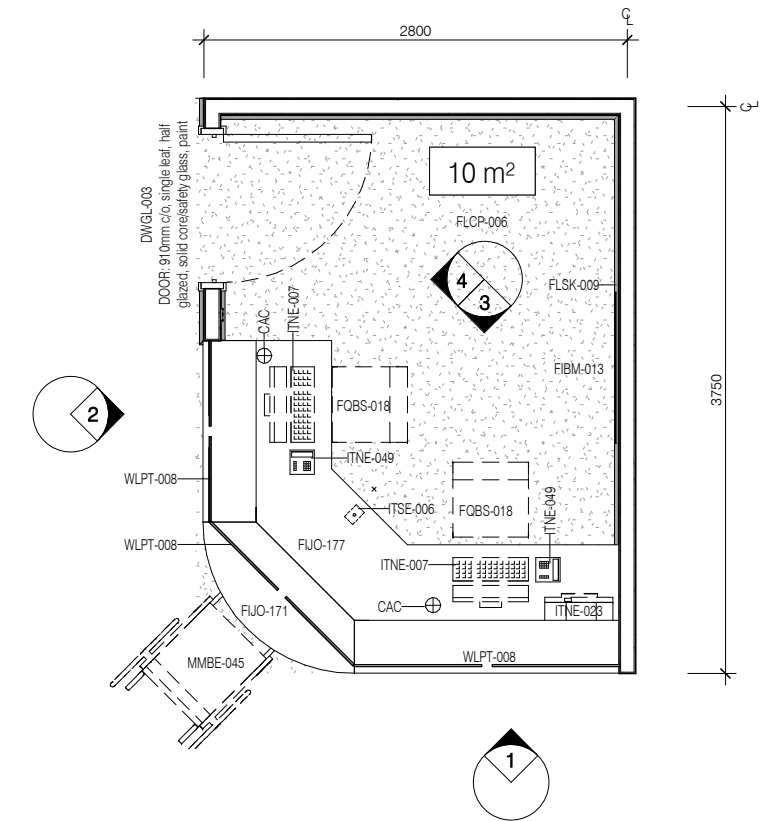 ℄
2800
℄
DWGL-003
DOOR: 910mm c/o, single leaf, half
glazed, solid core/safety glass, paint
10 m²
FLCP-006
4
3
FLSK-009
CAC
ITNE-007
FIBM-013
3750
2
FQBS-018
ITNE-049
WLPT-008
ITSE-006
FQBS-018
ITNE-049
WLPT-008
FIJO-177
ITNE-007
CAC
ITNE-023
FIJO-171
MMBE-045
WLPT-008
1